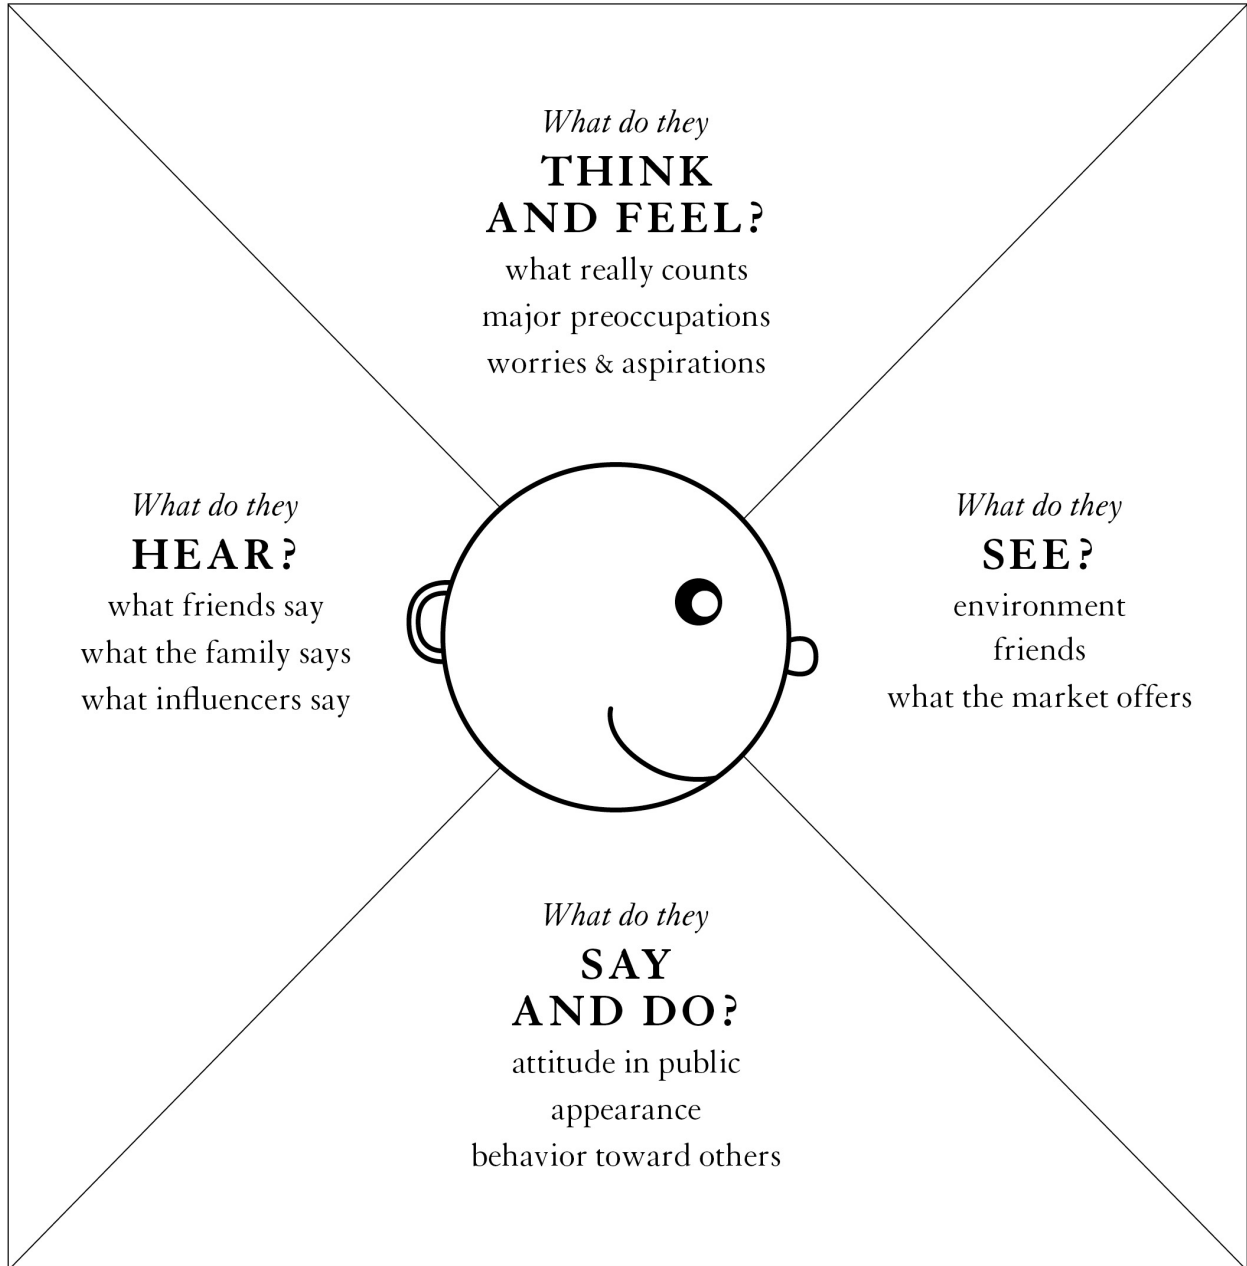 What do they
THINK
AND FEEL?
what really counts
major preoccupations
worries & aspirations
What do they
HEAR?
what friends say
what the family says
what influencers say
What do they
SEE?
environment
friends
what the market offers
What do they
SAY
AND DO?
attitude in public
appearance
behavior toward others